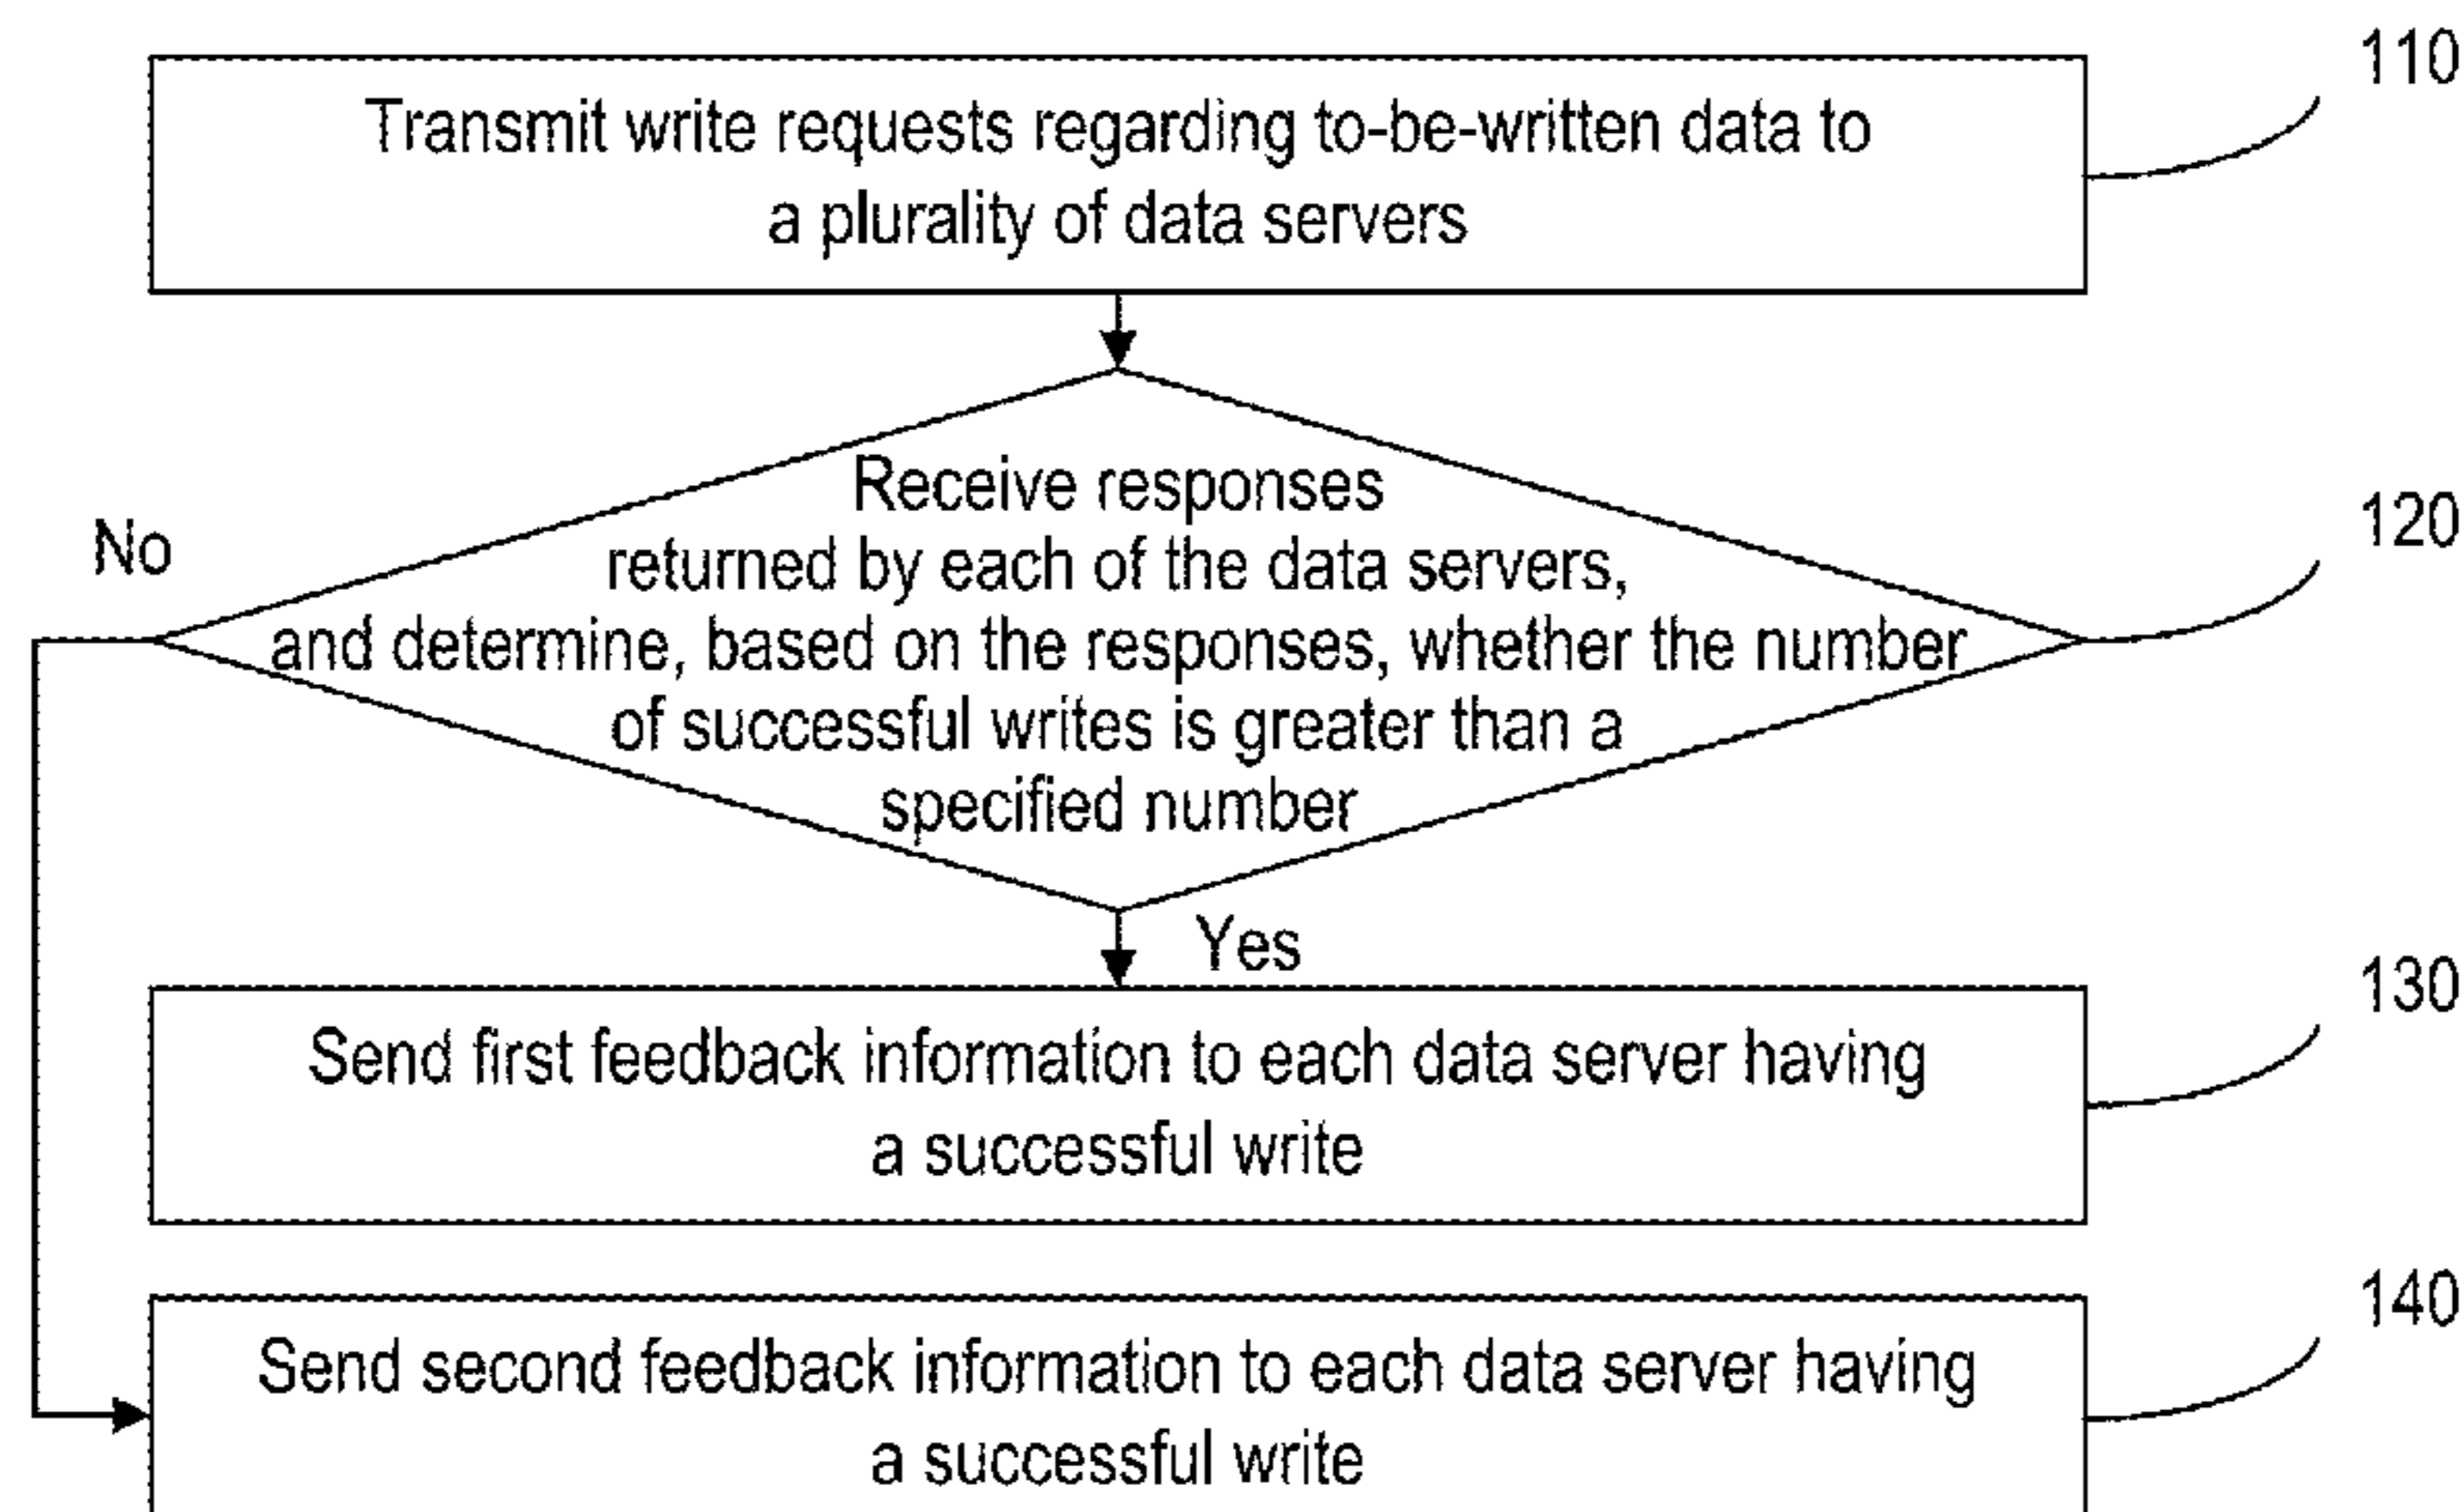 110
Transmit write requests regarding to-be-written data to
a plurality of data servers
120
No
Receive responses
returned by each of the data servers,
and determine, based on the responses, whether the number
of successful writes is greater than a
specified number
Yes
130
Send first feedback information to each data server having
a successful write
140
Send second feedback information to each data server having
a successful write